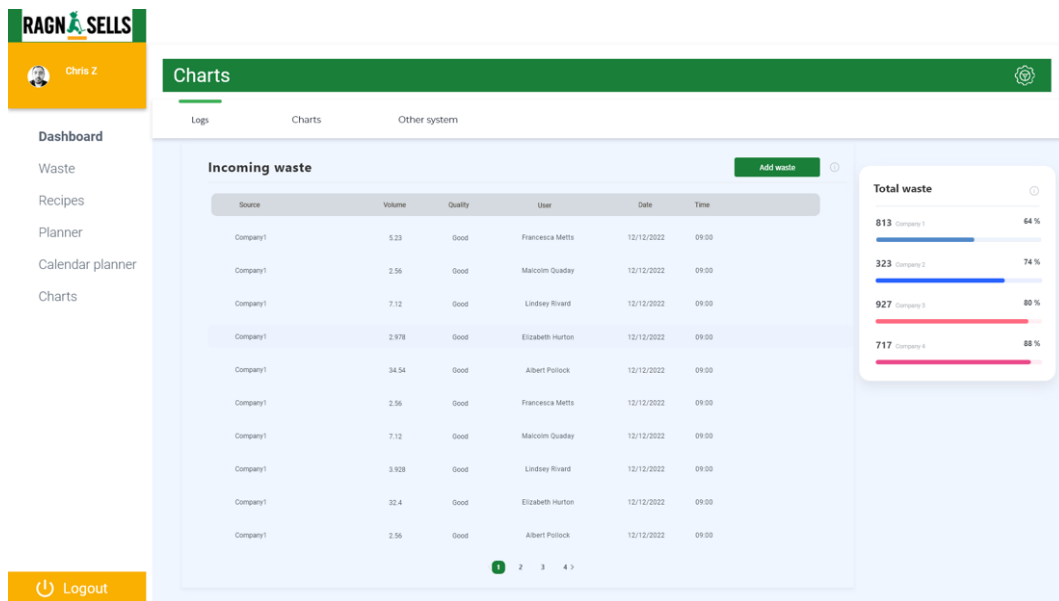 RAGN SELLS
Chris Z
Dashboard
Waste
Recipes
Planner
Calendar planner
Charts
Logout
Charts
Logs Charts Other system
Incoming waste Add waste
Source Volume Quality User Date Time
Company1 5.23 Good Francesca Metts 12/12/2022 09:00
Company1 2.56 Good Malcolm Quaday 12/12/2022 09:00
Company1 7.12 Good Lindsey Rivard 12/12/2022 09:00
Company1 2.978 Good Elizabeth Hurton 12/12/2022 09:00
Company1 34.54 Good Albert Pollock 12/12/2022 09:00
Company1 2.56 Good Francesca Metts 12/12/2022 09:00
Company1 7.12 Good Malcolm Quaday 12/12/2022 09:00
Company1 3.928 Good Lindsey Rivard 12/12/2022 09:00
Company1 32.4 Good Elizabeth Hurton 12/12/2022 09:00
Company1 2.56 Good Albert Pollock 12/12/2022 09:00
1 2 3 4 >
Total waste
813 Company 1 64 %
323 Company 2 74 %
927 Company 3 80 %
717 Company 4 88 %